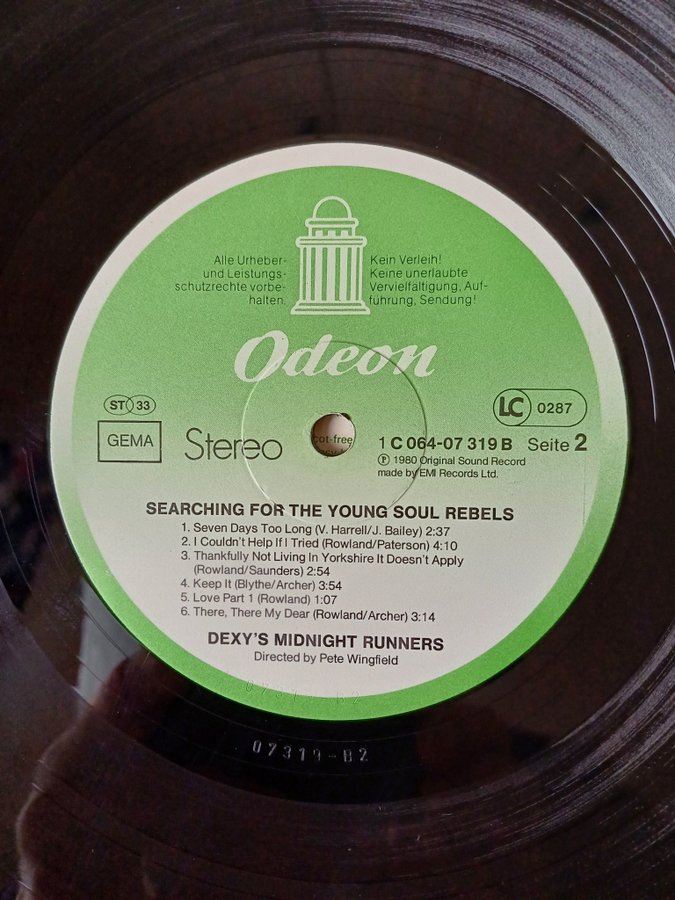 Alle Urheber-
und Leistungs-
schutzrechte vorbe-
halten.
Kein Verleih!
Keine unerlaubte
Vervielfältigung, Auf-
führung, Sendung!
Odeon
ST 33
GEMA
Stereo
cot-free
LC 0287
1 C 064-07 319 B Seite 2
Ⓟ 1980 Original Sound Record
made by EMI Records Ltd.
SEARCHING FOR THE YOUNG SOUL REBELS
1. Seven Days Too Long (V. Harrell/J. Bailey) 2:37
2. I Couldn't Help If I Tried (Rowland/Paterson) 4:10
3. Thankfully Not Living In Yorkshire It Doesn't Apply
(Rowland/Saunders) 2:54
4. Keep It (Blythe/Archer) 3:54
5. Love Part 1 (Rowland) 1:07
6. There, There My Dear (Rowland/Archer) 3:14
DEXY'S MIDNIGHT RUNNERS
Directed by Pete Wingfield
07319-B2